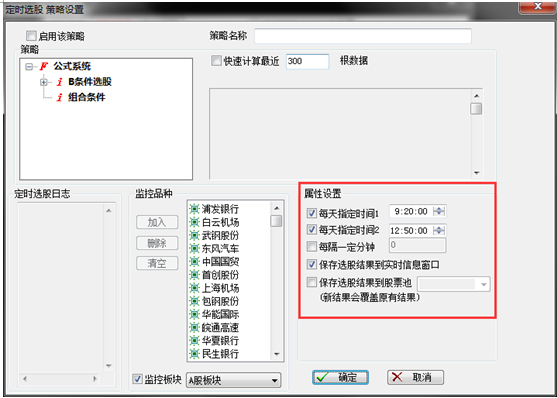 定时选股 策略设置
启用该策略
策略名称
策略
快速计算最近 300 根数据
F 公式系统
i B条件选股
i 组合条件
定时选股日志
监控品种
加入
删除
清空
浦发银行
白云机场
武钢股份
东风汽车
中国国贸
首创股份
上海机场
包钢股份
华能国际
皖通高速
华夏银行
民生银行
监控板块 A股板块
属性设置
每天指定时间1 9:20:00
每天指定时间2 12:50:00
每隔一定分钟 0
保存选股结果到实时信息窗口
保存选股结果到股票池
(新结果会覆盖原有结果)
确定
取消